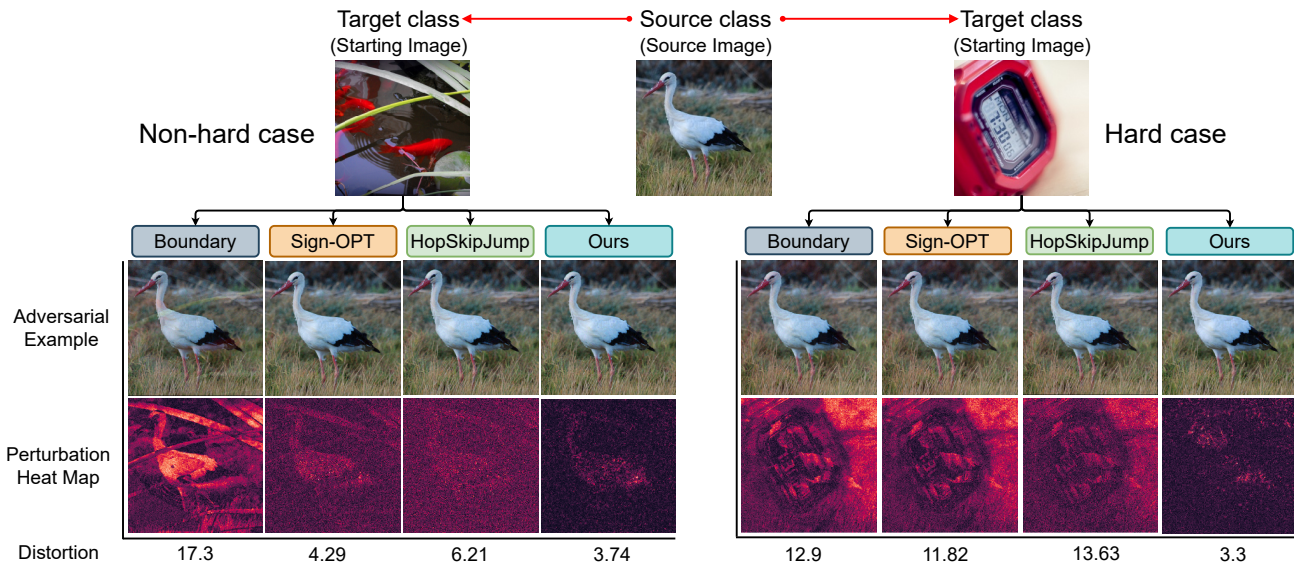 Target class
(Starting Image)
Source class
(Source Image)
Target class
(Starting Image)
Non-hard case
Hard case
Boundary
Sign-OPT
HopSkipJump
Ours
Boundary
Sign-OPT
HopSkipJump
Ours
Adversarial
Example
Perturbation
Heat Map
Distortion
17.3
4.29
6.21
3.74
12.9
11.82
13.63
3.3